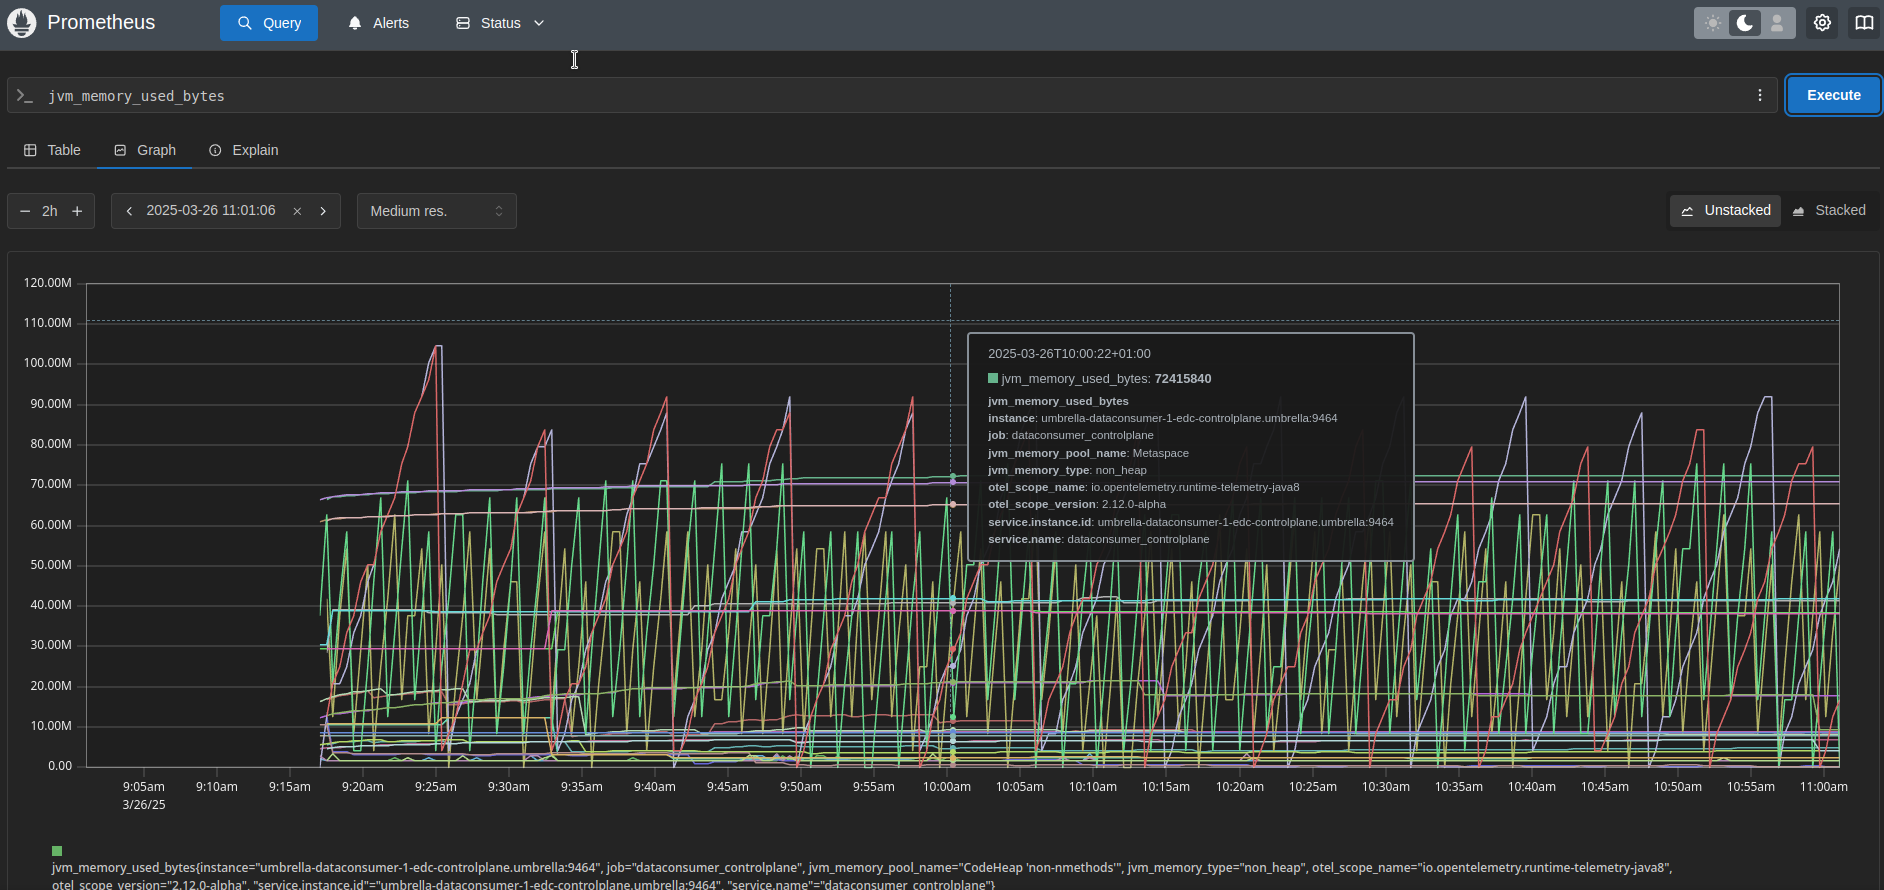 Prometheus
Query
Alerts
Status
jvm_memory_used_bytes
Execute
Table
Graph
Explain
2h
2025-03-26 11:01:06
Medium res.
Unstacked
Stacked
120.00M
110.00M
100.00M
90.00M
80.00M
70.00M
60.00M
50.00M
40.00M
30.00M
20.00M
10.00M
0.00
2025-03-26T10:00:22+01:00
jvm_memory_used_bytes: 72415840
jvm_memory_used_bytes
instance: umbrella-dataconsumer-1-edc-controlplane.umbrella:9464
job: dataconsumer_controlplane
jvm_memory_pool_name: Metaspace
jvm_memory_type: non_heap
otel_scope_name: io.opentelemetry.runtime-telemetry-java8
otel_scope_version: 2.12.0-alpha
service.instance.id: umbrella-dataconsumer-1-edc-controlplane.umbrella:9464
service.name: dataconsumer_controlplane
9:05am 9:10am 9:15am 9:20am 9:25am 9:30am 9:35am 9:40am 9:45am 9:50am 9:55am 10:00am 10:05am 10:10am 10:15am 10:20am 10:25am 10:30am 10:35am 10:40am 10:45am 10:50am 10:55am 11:00am
3/26/25
jvm_memory_used_bytes{instance="umbrella-dataconsumer-1-edc-controlplane.umbrella:9464", job="dataconsumer_controlplane", jvm_memory_pool_name="CodeHeap 'non-nmethods'", jvm_memory_type="non_heap", otel_scope_name="io.opentelemetry.runtime-telemetry-java8",
otel_scope_version="2.12.0-alpha", "service.instance.id"="umbrella-dataconsumer-1-edc-controlplane.umbrella:9464", "service.name"="dataconsumer_controlplane"}